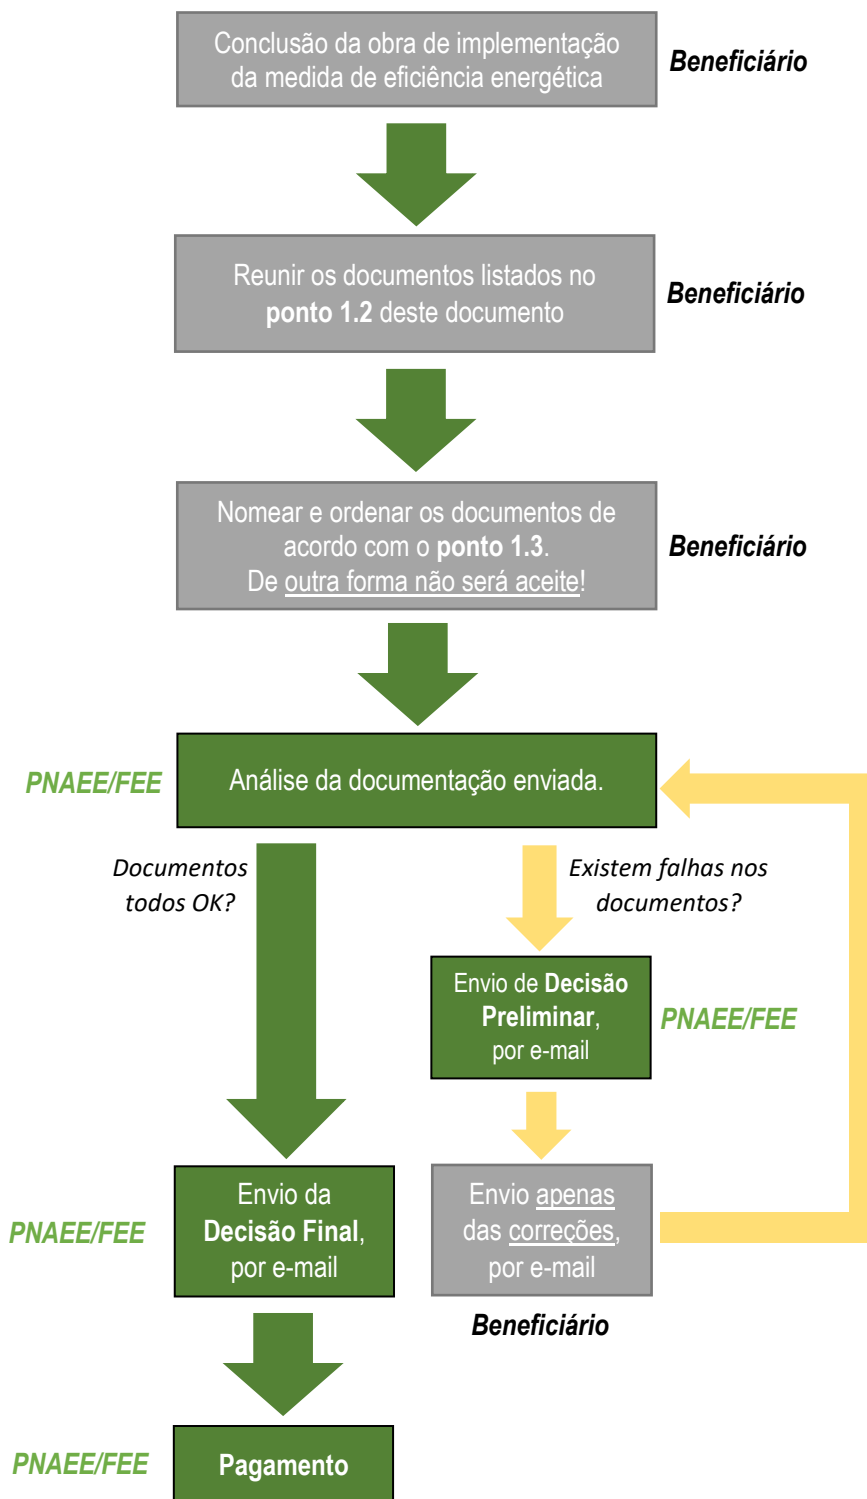 Conclusão da obra de implementação
da medida de eficiência energética
Beneficiário
Reunir os documentos listados no
ponto 1.2 deste documento
Beneficiário
Nomear e ordenar os documentos de
acordo com o ponto 1.3.
De outra forma não será aceite!
Beneficiário
PNAEE/FEE
Análise da documentação enviada.
Documentos
todos OK?
Existem falhas nos
documentos?
Envio de Decisão
Preliminar,
por e-mail
PNAEE/FEE
PNAEE/FEE
Envio da
Decisão Final,
por e-mail
Envio apenas
das correções,
por e-mail
Beneficiário
PNAEE/FEE
Pagamento